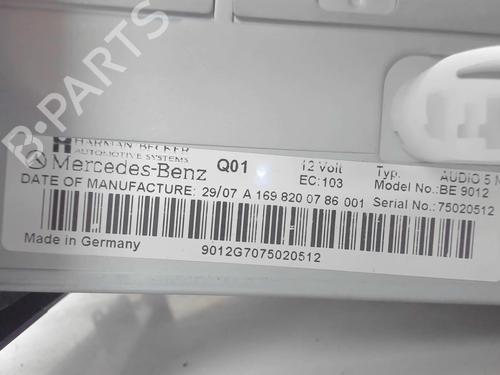 B-PARTS
HARMAN BECKER
AUTOMOTIVE SYSTEMS
Mercedes-Benz Q01 12 Volt Typ. AUDIO 5
EC:103 Model No.:BE 9012
DATE OF MANUFACTURE: 29/07 A 169 820 07 86 001 Serial No.: 75020512
Made in Germany
9012G7075020512